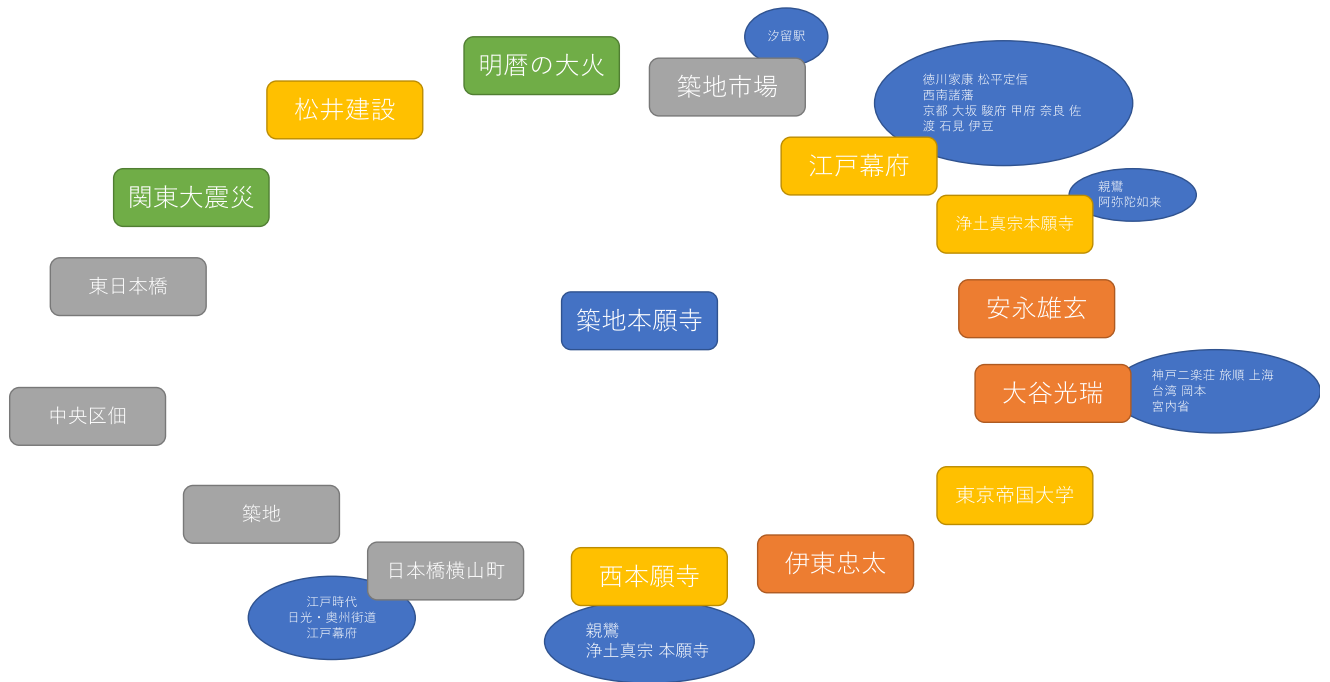 汐留駅
明暦の大火
築地市場
松井建設
徳川家康 松平定信
西南諸藩
京都 大坂 駿府 甲府 奈良 佐
渡 石見 伊豆
江戸幕府
関東大震災
親鸞
阿弥陀如来
浄土真宗本願寺
東日本橋
築地本願寺
安永雄玄
大谷光瑞
神戸二楽荘 旅順 上海
台湾 岡本
宮内省
中央区佃
東京帝国大学
築地
伊東忠太
日本橋横山町
西本願寺
江戸時代
日光・奥州街道
江戸幕府
親鸞
浄土真宗 本願寺